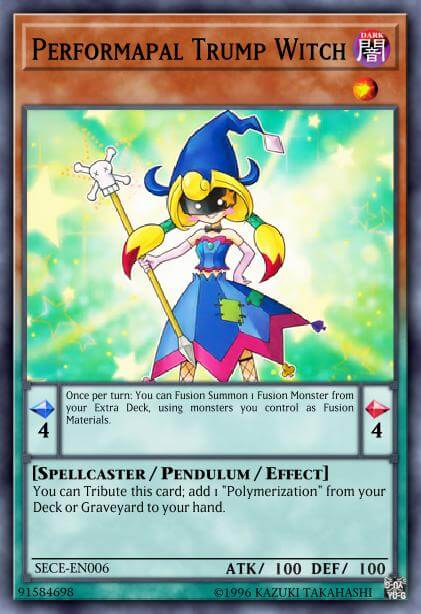 PERFORMAPAL TRUMP WITCH
DARK
闇
Once per turn: You can Fusion Summon 1 Fusion Monster from
your Extra Deck, using monsters you control as Fusion
Materials.
4
4
[SPELLCASTER / PENDULUM / EFFECT]
You can Tribute this card; add 1 "Polymerization" from your
Deck or Graveyard to your hand.
SECE-EN006
ATK/ 100 DEF/ 100
91584698
©1996 KAZUKI TAKAHASHI